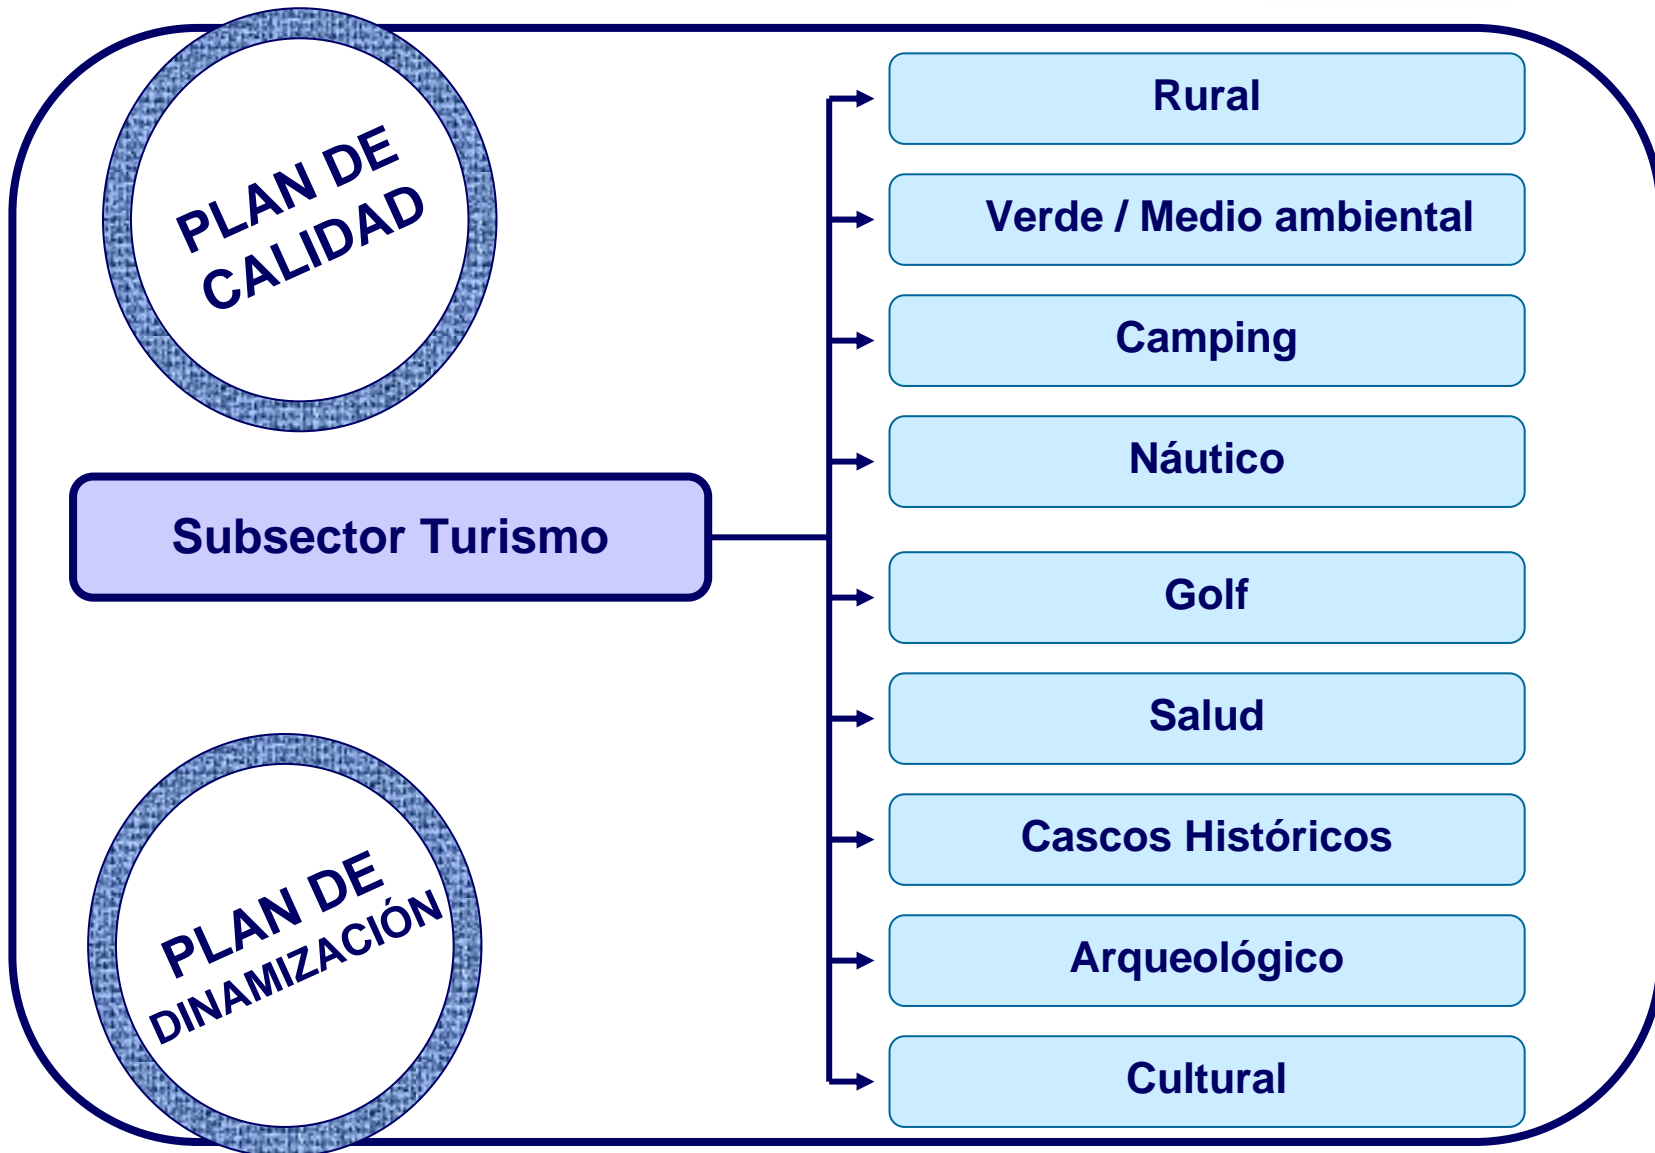 PLAN DE
CALIDAD
Subsector Turismo
PLAN DE
DINAMIZACIÓN
Rural
Verde / Medio ambiental
Camping
Náutico
Golf
Salud
Cascos Históricos
Arqueológico
Cultural